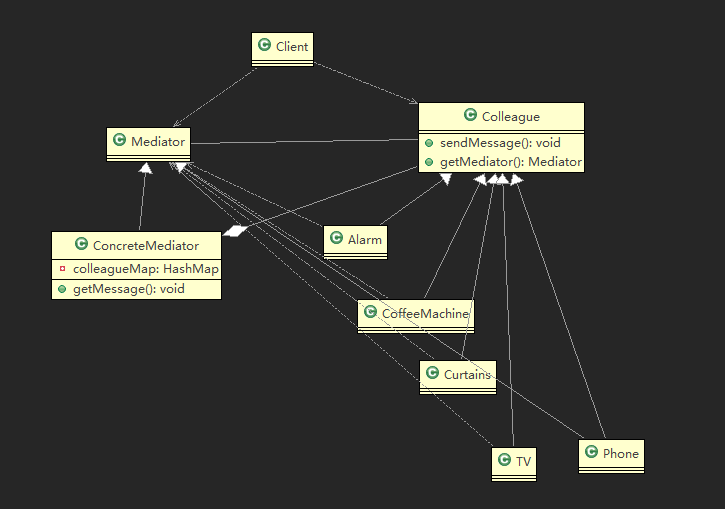 C Client
C Colleague
sendMessage(): void
getMediator(): Mediator
C Mediator
C ConcreteMediator
colleagueMap: HashMap
getMessage(): void
C Alarm
C CoffeeMachine
C Curtains
C TV
C Phone